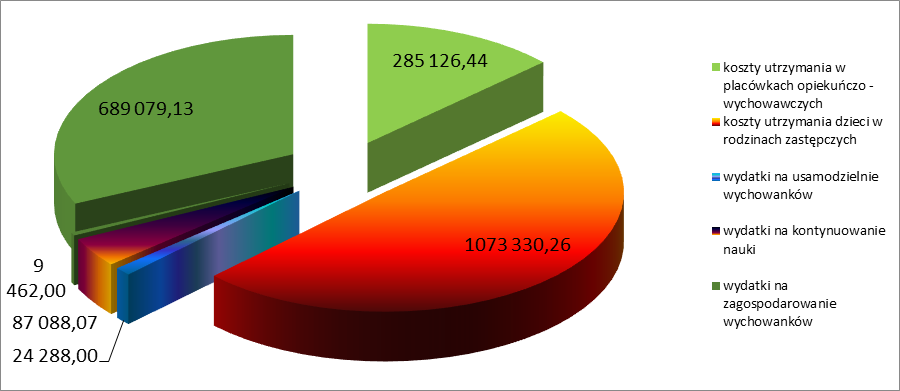 285 126,44
689 079,13
1073 330,26
9
462,00
87 088,07
24 288,00
koszty utrzymania w
placówkach opiekuńczo -
wychowawczych
koszty utrzymania dzieci w
rodzinach zastępczych
wydatki na usamodzielnie
wychowanków
wydatki na kontynuowanie
nauki
wydatki na
zagospodarowanie
wychowanków